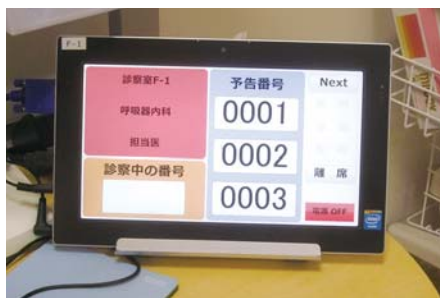 F-1
診察室F-1
呼吸器内科
担当医
診察中の番号
予告番号
0001
0002
0003
Next
離 席
電源 OFF